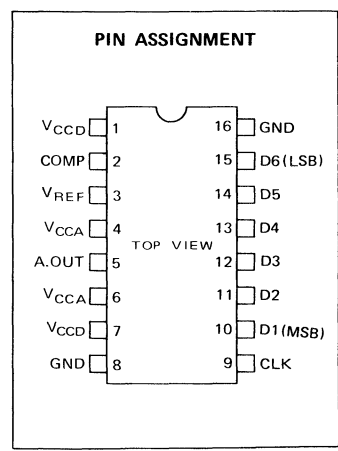 PIN ASSIGNMENT
VCCD 1 16 GND
COMP 2 15 D6(LSB)
VREF 3 14 D5
VCCA 4 13 D4
TOP VIEW
A.OUT 5 12 D3
VCCA 6 11 D2
VCCD 7 10 D1(MSB)
GND 8 9 CLK